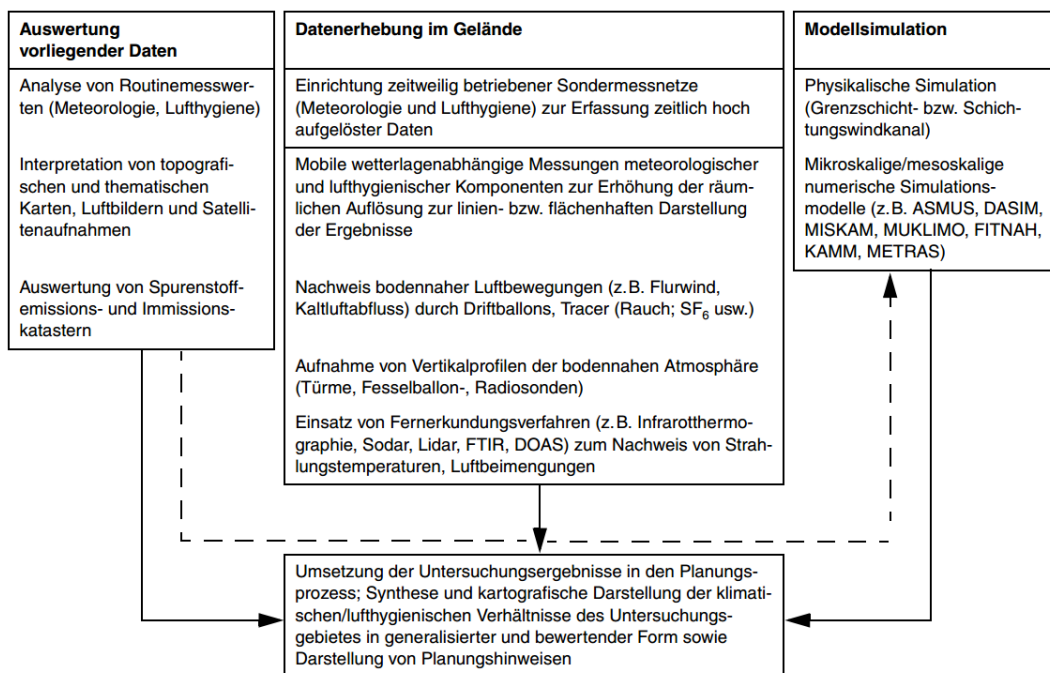 Auswertung
vorliegender Daten
Analyse von Routinemesswer-
ten (Meteorologie, Lufthygiene)
Interpretation von topografi-
schen und thematischen
Karten, Luftbildern und Satelli-
tenaufnahmen
Auswertung von Spurenstoff-
emissions- und Immissions-
katastern
Datenerhebung im Gelände
Einrichtung zeitweilig betriebener Sondermessnetze
(Meteorologie und Lufthygiene) zur Erfassung zeitlich hoch
aufgelöster Daten
Mobile wetterlagenabhängige Messungen meteorologischer
und lufthygienischer Komponenten zur Erhöhung der räum-
lichen Auflösung zur linien- bzw. flächenhaften Darstellung
der Ergebnisse
Nachweis bodennaher Luftbewegungen (z.B. Flurwind,
Kaltluftabfluss) durch Driftballons, Tracer (Rauch; SF₆ usw.)
Aufnahme von Vertikalprofilen der bodennahen Atmosphäre
(Türme, Fesselballon-, Radiosonden)
Einsatz von Fernerkundungsverfahren (z.B. Infrarotthermo-
graphie, Sodar, Lidar, FTIR, DOAS) zum Nachweis von Strah-
lungstemperaturen, Luftbeimengungen
Modellsimulation
Physikalische Simulation
(Grenzschicht- bzw. Schich-
tungswindkanal)
Mikroskalige/mesoskalige
numerische Simulations-
modelle (z.B. ASMUS, DASIM,
MISKAM, MUKLIMO, FITNAH,
KAMM, METRAS)
Umsetzung der Untersuchungsergebnisse in den Planungs-
prozess; Synthese und kartografische Darstellung der klimati-
schen/lufthygienischen Verhältnisse des Untersuchungs-
gebietes in generalisierter und bewertender Form sowie
Darstellung von Planungshinweisen